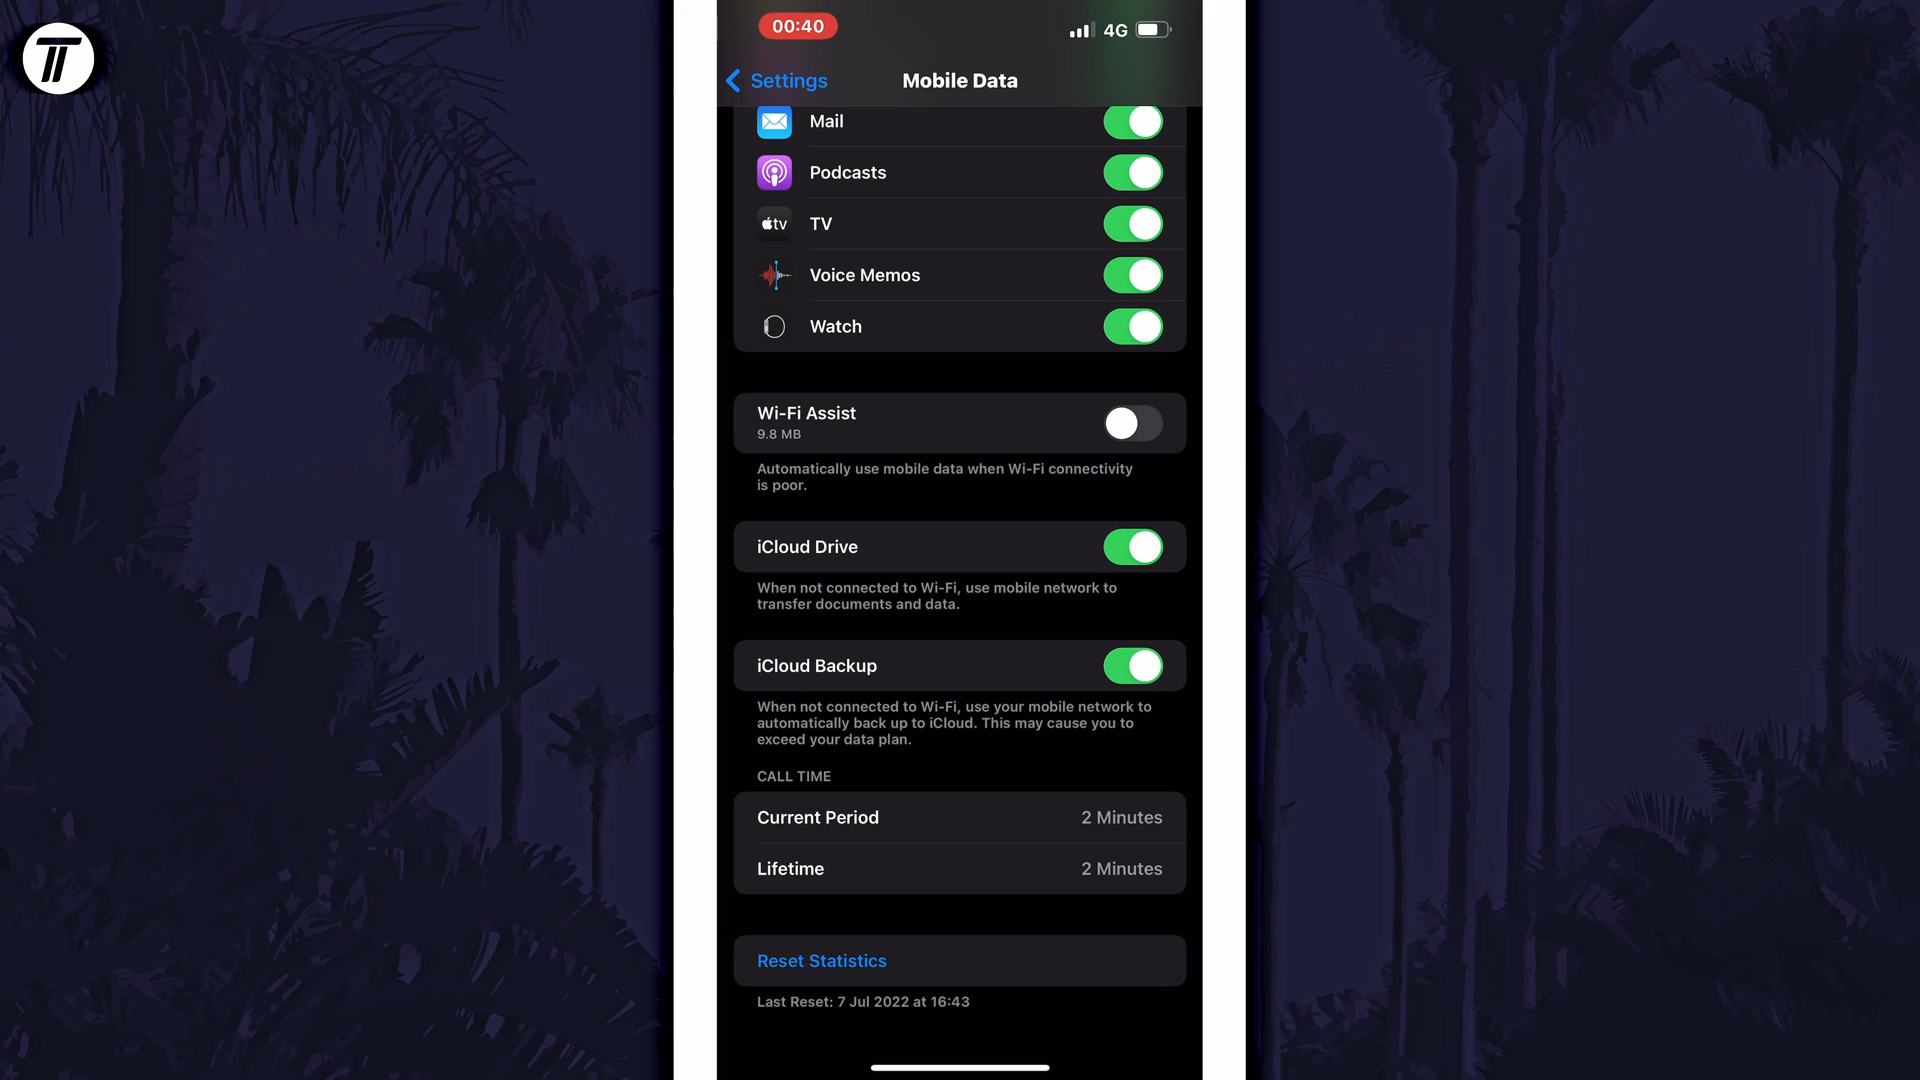 00:40
4G
Settings
Mobile Data
Mail
Podcasts
tv
TV
Voice Memos
Watch
Wi-Fi Assist
9.8 MB
Automatically use mobile data when Wi-Fi connectivity
is poor.
iCloud Drive
When not connected to Wi-Fi, use mobile network to
transfer documents and data.
iCloud Backup
When not connected to Wi-Fi, use your mobile network to
automatically back up to iCloud. This may cause you to
exceed your data plan.
CALL TIME
Current Period
2 Minutes
Lifetime
2 Minutes
Reset Statistics
Last Reset: 7 Jul 2022 at 16:43